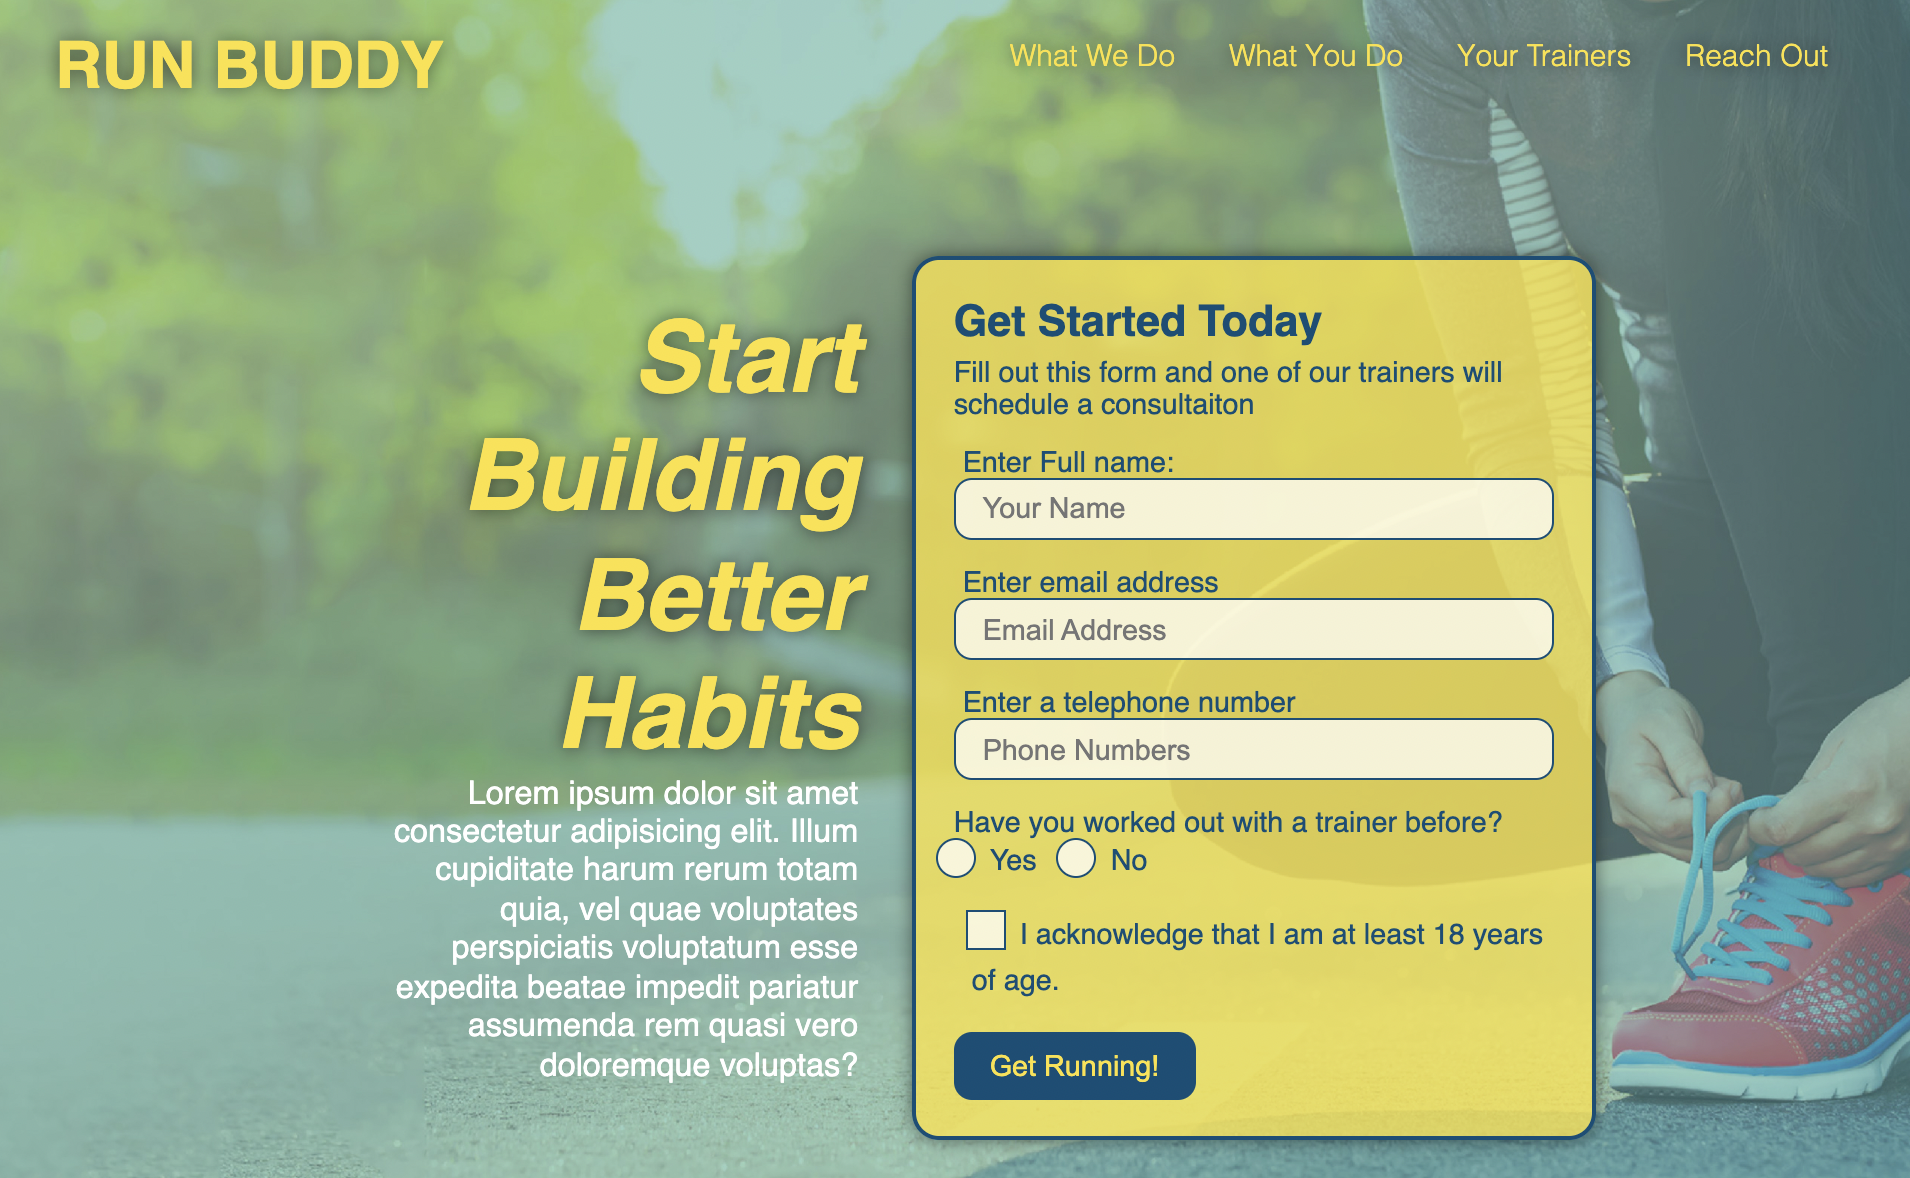 RUN BUDDY
What We Do
What You Do
Your Trainers
Reach Out
Start
Building
Better
Habits
Lorem ipsum dolor sit amet
consectetur adipisicing elit. Illum
cupiditate harum rerum totam
quia, vel quae voluptates
perspiciatis voluptatum esse
expedita beatae impedit pariatur
assumenda rem quasi vero
doloremque voluptas?
Get Started Today
Fill out this form and one of our trainers will
schedule a consultaiton
Enter Full name:
Your Name
Enter email address
Email Address
Enter a telephone number
Phone Numbers
Have you worked out with a trainer before?
Yes No
I acknowledge that I am at least 18 years
of age.
Get Running!